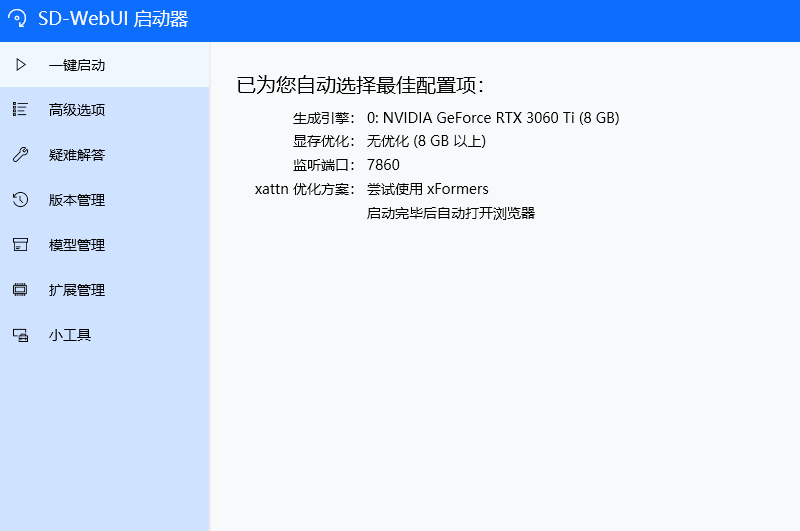 SD-WebUI 启动器
一键启动
高级选项
疑难解答
版本管理
模型管理
扩展管理
小工具
已为您自动选择最佳配置项：
生成引擎： 0: NVIDIA GeForce RTX 3060 Ti (8 GB)
显存优化： 无优化 (8 GB 以上)
监听端口： 7860
xattn 优化方案： 尝试使用 xFormers
启动完毕后自动打开浏览器